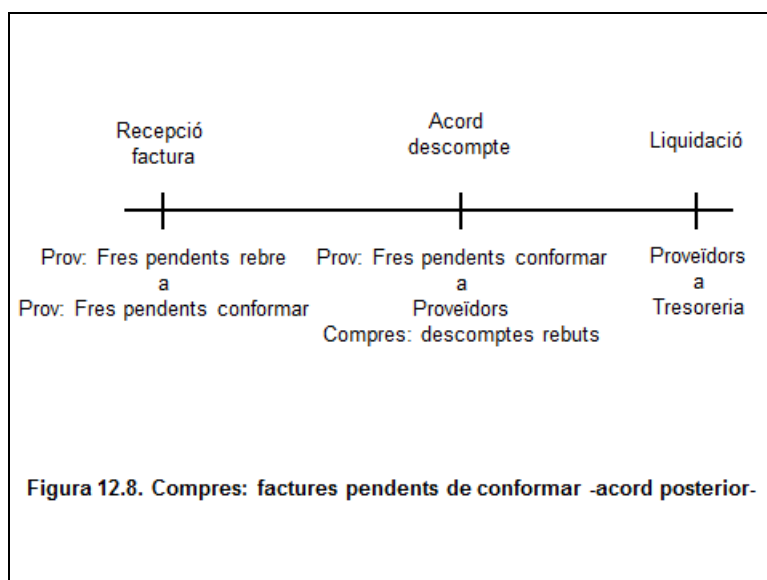 Recepció
factura
Acord
descompte
Liquidació
Prov: Fres pendents rebre
a
Prov: Fres pendents conformar
Prov: Fres pendents conformar
a
Proveïdors
Compres: descomptes rebuts
Proveïdors
a
Tresoreria
Figura 12.8. Compres: factures pendents de conformar -acord posterior-